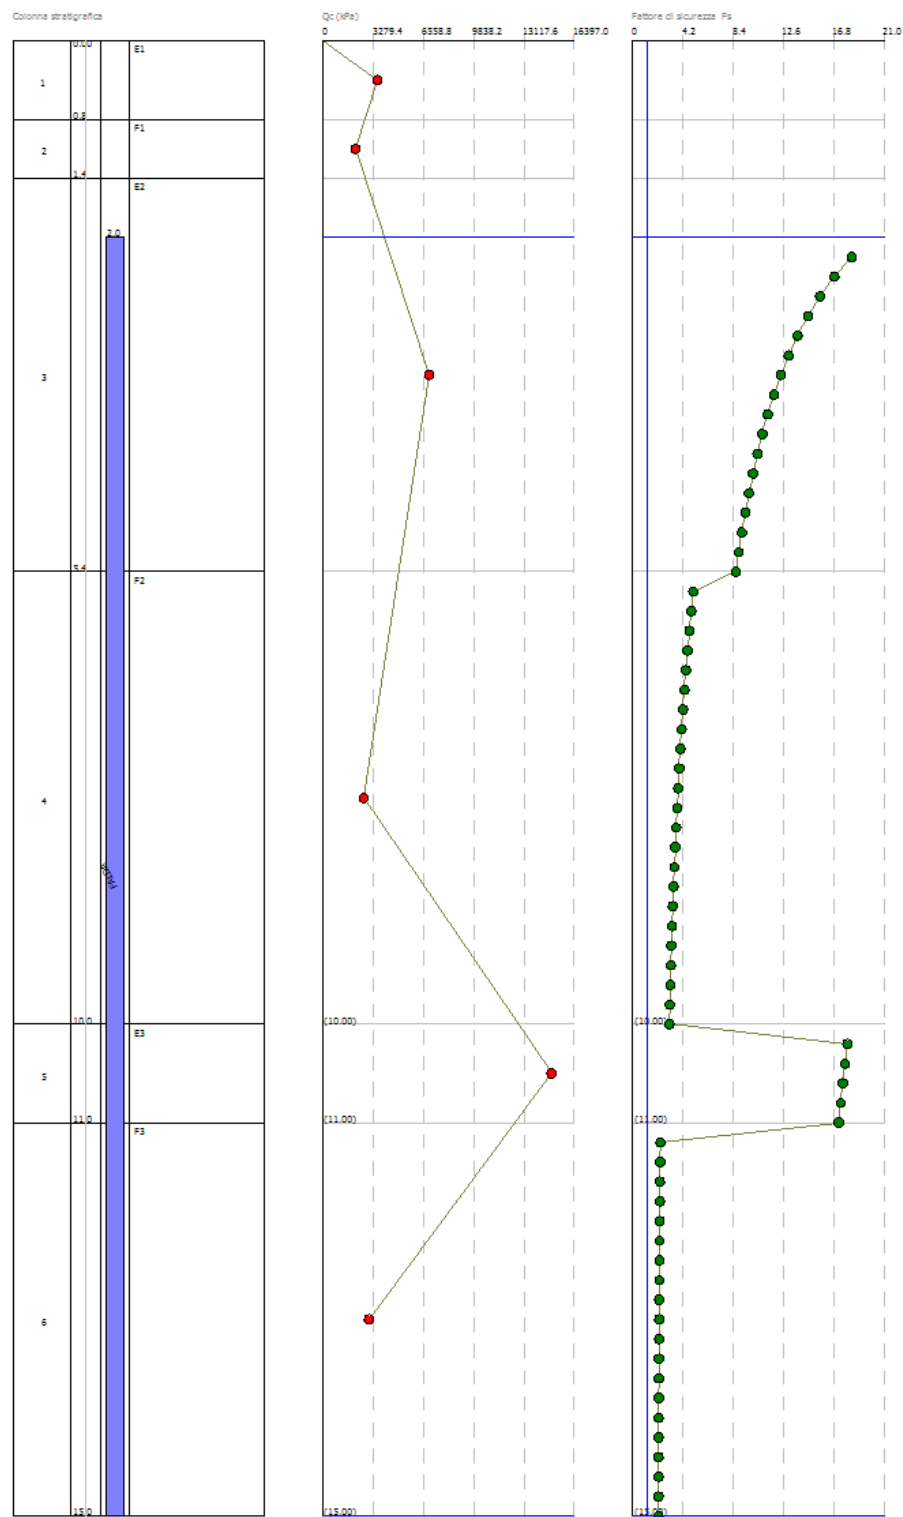 Colonna stratigrafica
Qc (kPa)
Fattore di sicurezza Fs
0 3279.4 6558.8 9838.2 13117.6 16397.0
0 4.2 8.4 12.6 16.8 21.0
0.00
E1
1
0.8
F1
2
1.4
E2
2.0
3
5.4
F2
4
FALDA
10.0
E3
(10.00)
(10.00)
5
11.0
F3
(11.00)
(11.00)
6
15.0
(15.00)
(15.00)